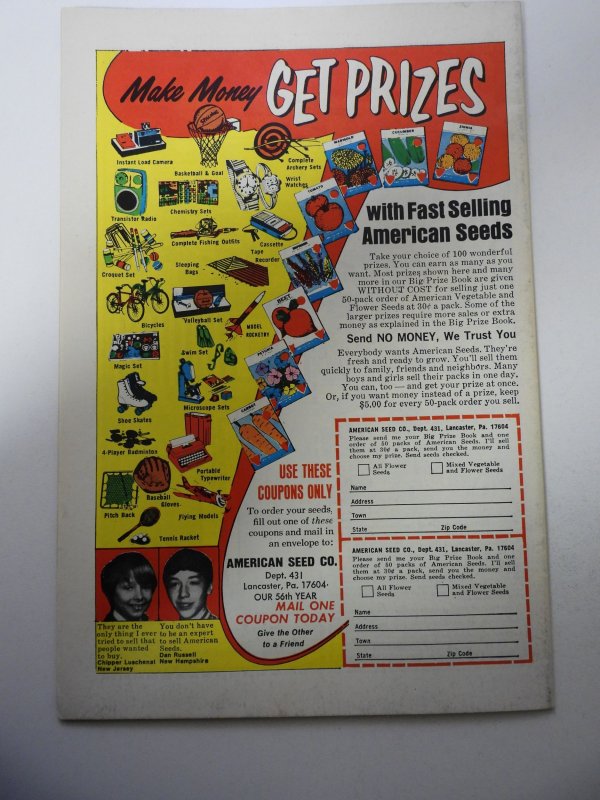 Make Money GET PRIZES
Instant Load Camera
Basketball & Goal
Complete
Archery Sets
Wrist
Watches
Transistor Radio
Chemistry Sets
Complete Fishing Outfits
Cassette
Tape
Recorder
Croquet Set
Sleeping
Bags
Bicycles
Volleyball Set
MODEL
ROCKETRY
Magic Set
Swim Set
Microscope Sets
Shoe Skates
4-Player Badminton
Portable
Typewriter
Baseball
Gloves
Pitch Back
Flying Models
Tennis Racket
MARIGOLD
CUCUMBER
ZINNIA
TOMATO
BEET
PETUNIA
CARROT
with Fast Selling
American Seeds
Take your choice of 100 wonderful
prizes. You can earn as many as you
want. Most prizes shown here and many
more in our Big Prize Book are given
WITHOUT COST for selling just one
50-pack order of American Vegetable and
Flower Seeds at 30¢ a pack. Some of the
larger prizes require more sales or extra
money as explained in the Big Prize Book.
Send NO MONEY, We Trust You
Everybody wants American Seeds. They're
fresh and ready to grow. You'll sell them
quickly to family, friends and neighbors. Many
boys and girls sell their packs in one day.
You can, too — and get your prize at once.
Or, if you want money instead of a prize, keep
$5.00 for every 50-pack order you sell.
USE THESE
COUPONS ONLY
To order your seeds,
fill out one of these
coupons and mail in
an envelope to:
AMERICAN SEED CO.
Dept. 431
Lancaster, Pa. 17604
OUR 56th YEAR
MAIL ONE
COUPON TODAY
Give the Other
to a Friend
They are the
only thing I ever
tried to sell that
people wanted
to buy.
Chipper Luschenat
New Jersey
You don't have
to be an expert
to sell American
Seeds.
Dan Russell
New Hampshire
AMERICAN SEED CO., Dept. 431, Lancaster, Pa. 17604
Please send me your Big Prize Book and one
order of 50 packs of American Seeds. I'll sell
them at 30¢ a pack, send you the money and
choose my prize. Send seeds checked.
All Flower
Seeds
Mixed Vegetable
and Flower Seeds
Name
Address
Town
State Zip Code
AMERICAN SEED CO., Dept. 431, Lancaster, Pa. 17604
Please send me your Big Prize Book and one
order of 50 packs of American Seeds. I'll sell
them at 30¢ a pack, send you the money and
choose my prize. Send seeds checked.
All Flower
Seeds
Mixed Vegetable
and Flower Seeds
Name
Address
Town
State Zip Code